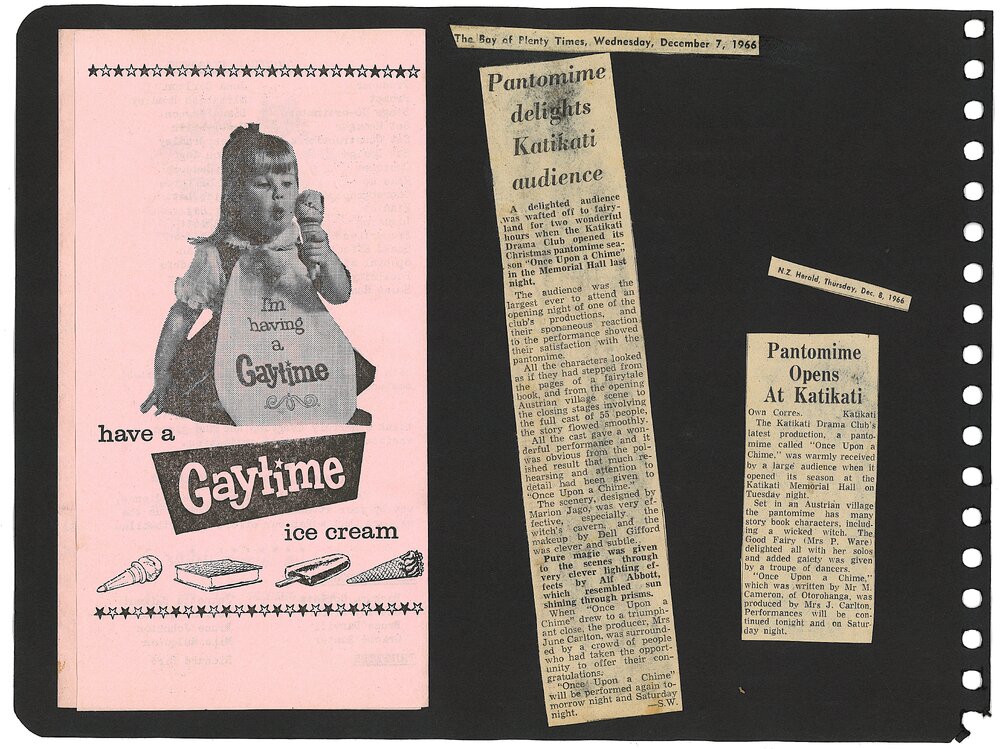 I'm
having
a
Gaytime
have a
Gaytime
ice cream
The Bay of Plenty Times, Wednesday, December 7, 1966
Pantomime
delights
Katikati
audience
A delighted audience
was wafted off to fairy-
land for two wonderful
hours when the Katikati
Drama Club opened its
Christmas pantomime sea-
son "Once Upon a Chime"
in the Memorial Hall last
night.
The audience was the
largest ever to attend an
opening night of one of the
club's productions, and
their sponaneous reaction
to the performance showed
their satisfaction with the
pantomime.
All the characters looked
as if they had stepped from
the pages of a fairytale
book, and from the opening
Austrian village scene to
the closing stages involving
the full cast of 55 people,
the story flowed smoothly.
All the cast gave a won-
derful performance and it
was obvious from the pol-
ished result that much re-
hearsing and attention to
detail had been given to
"Once Upon a Chime."
The scenery, designed by
Marion Jago, was very ef-
fective, especially the
witch's cavern, and the
makeup by Dell Gifford
was clever and subtle.
Pure magic was given
to the scenes through
very clever lighting ef-
fects by Alf Abbott,
which resembled sun
shining through prisms.
When "Once Upon a
Chime" drew to a triumph-
ant close, the producer, Mrs
June Carlton, was surround-
ed by a crowd of people
who had taken the opport-
unity to offer their con-
gratulations.
"Once Upon a Chime"
will be performed again to-
morrow night and Saturday
night. —S.W.
N.Z. Herald, Thursday, Dec. 8, 1966
Pantomime
Opens
At Katikati
Own Corres. Katikati
The Katikati Drama Club's
latest production, a panto-
mime called "Once Upon a
Chime," was warmly received
by a large audience when it
opened its season at the
Katikati Memorial Hall on
Tuesday night.
Set in an Austrian village
the pantomime has many
story book characters, includ-
ing a wicked witch. The
Good Fairy (Mrs P. Ware)
delighted all with her solos
and added gaiety was given
by a troupe of dancers.
"Once Upon a Chime,"
which was written by Mr M.
Cameron, of Otorohanga, was
produced by Mrs J. Carlton.
Performances will be con-
tinued tonight and on Satur-
day night.